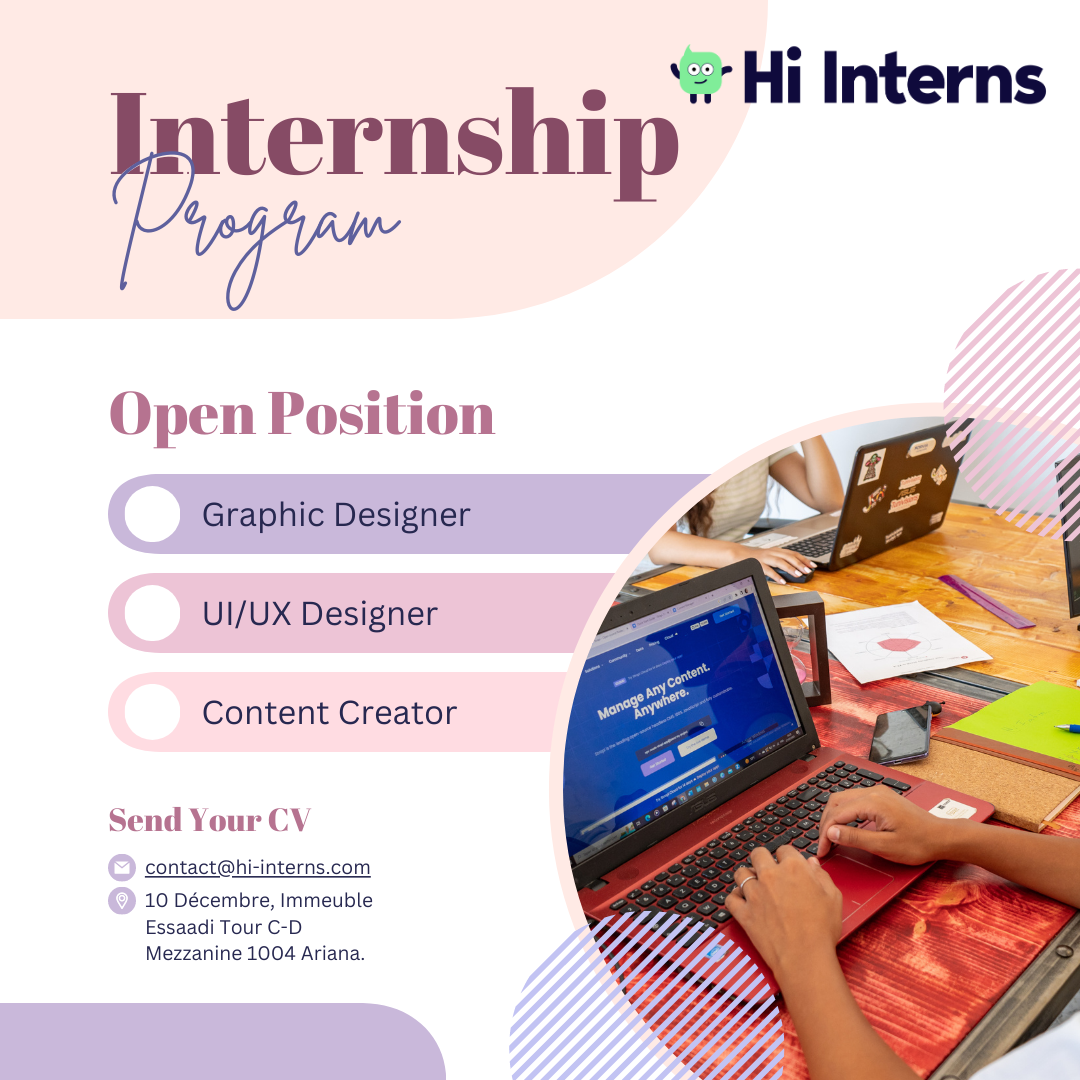 Hi Interns
Internship
Program
Open Position
Graphic Designer
UI/UX Designer
Content Creator
Manage Any Content.
Anywhere.
Send Your CV
contact@hi-interns.com
10 Décembre, Immeuble
Essaadi Tour C-D
Mezzanine 1004 Ariana.